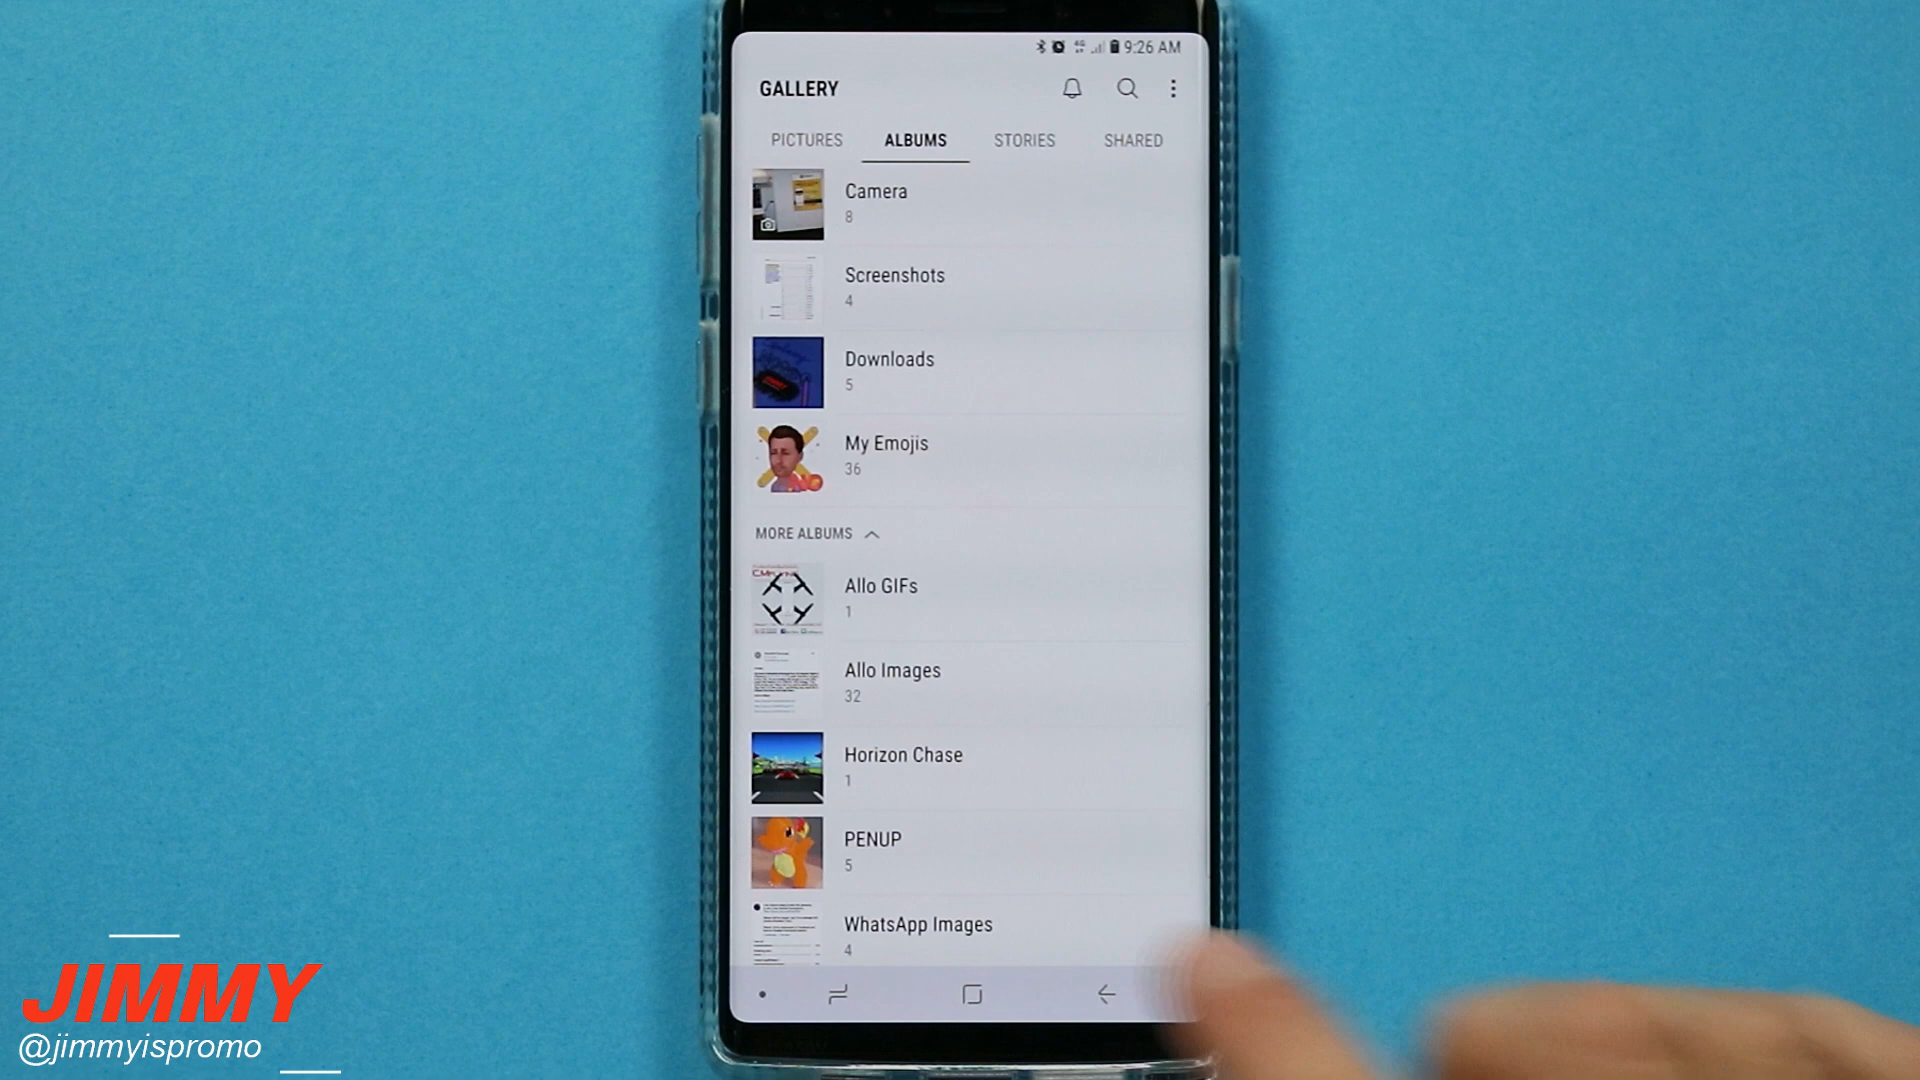 9:26 AM
GALLERY
PICTURES ALBUMS STORIES SHARED
Camera
8
Screenshots
4
Downloads
5
My Emojis
36
MORE ALBUMS
Allo GIFs
1
Allo Images
32
Horizon Chase
1
PENUP
5
WhatsApp Images
4
JIMMY
@jimmyispromo